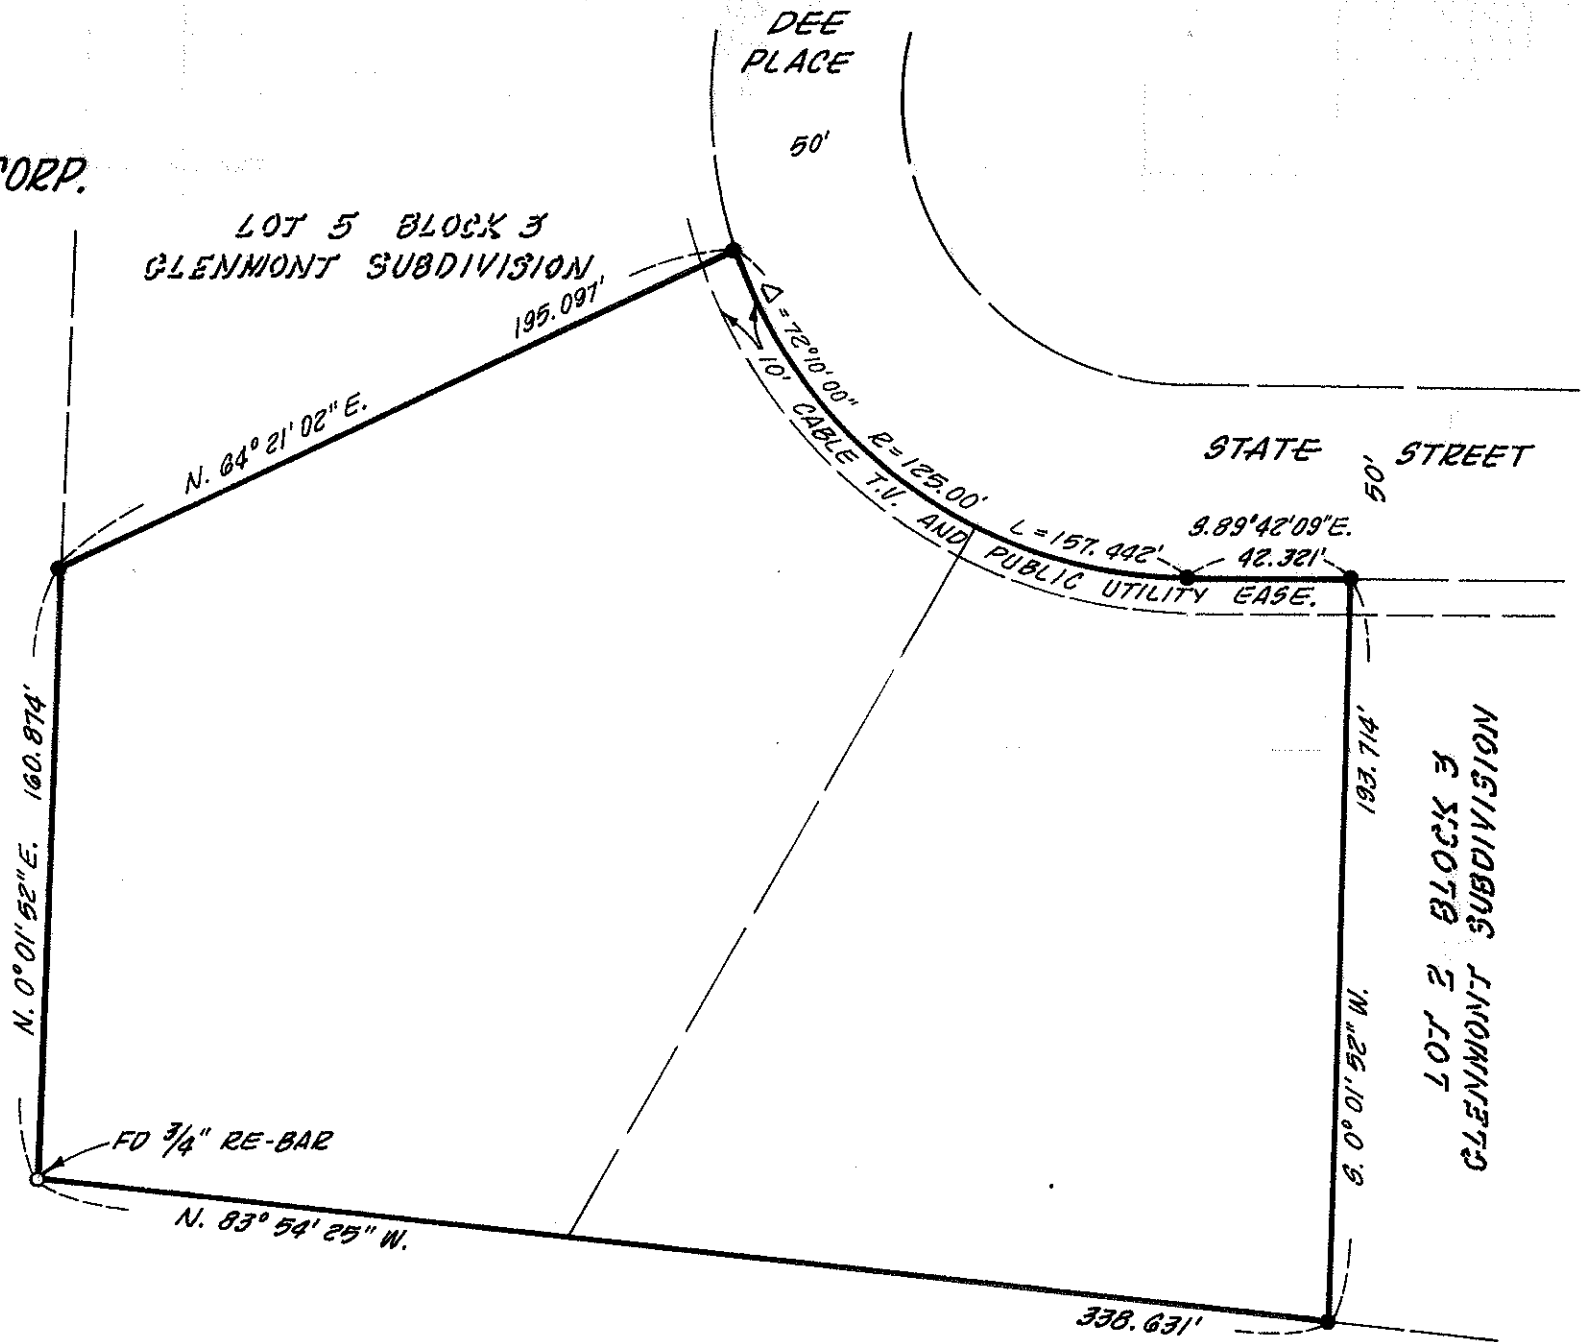 DEE
PLACE
50'
CORP.
LOT 5 BLOCK 3
GLENMONT SUBDIVISION
195.097'
N. 64° 21' 02" E.
Δ = 72° 10' 00"
R = 125.00'
L = 157.442'
10' CABLE T.V. AND PUBLIC UTILITY EASE.
STATE 50' STREET
S. 89° 42' 09" E.
42.321'
N. 0° 01' 52" E. 160.874'
193.714'
S. 0° 01' 52" W.
LOT 2 BLOCK 3
GLENMONT SUBDIVISION
FD 3/4" RE-BAR
N. 83° 54' 25" W.
338.631'